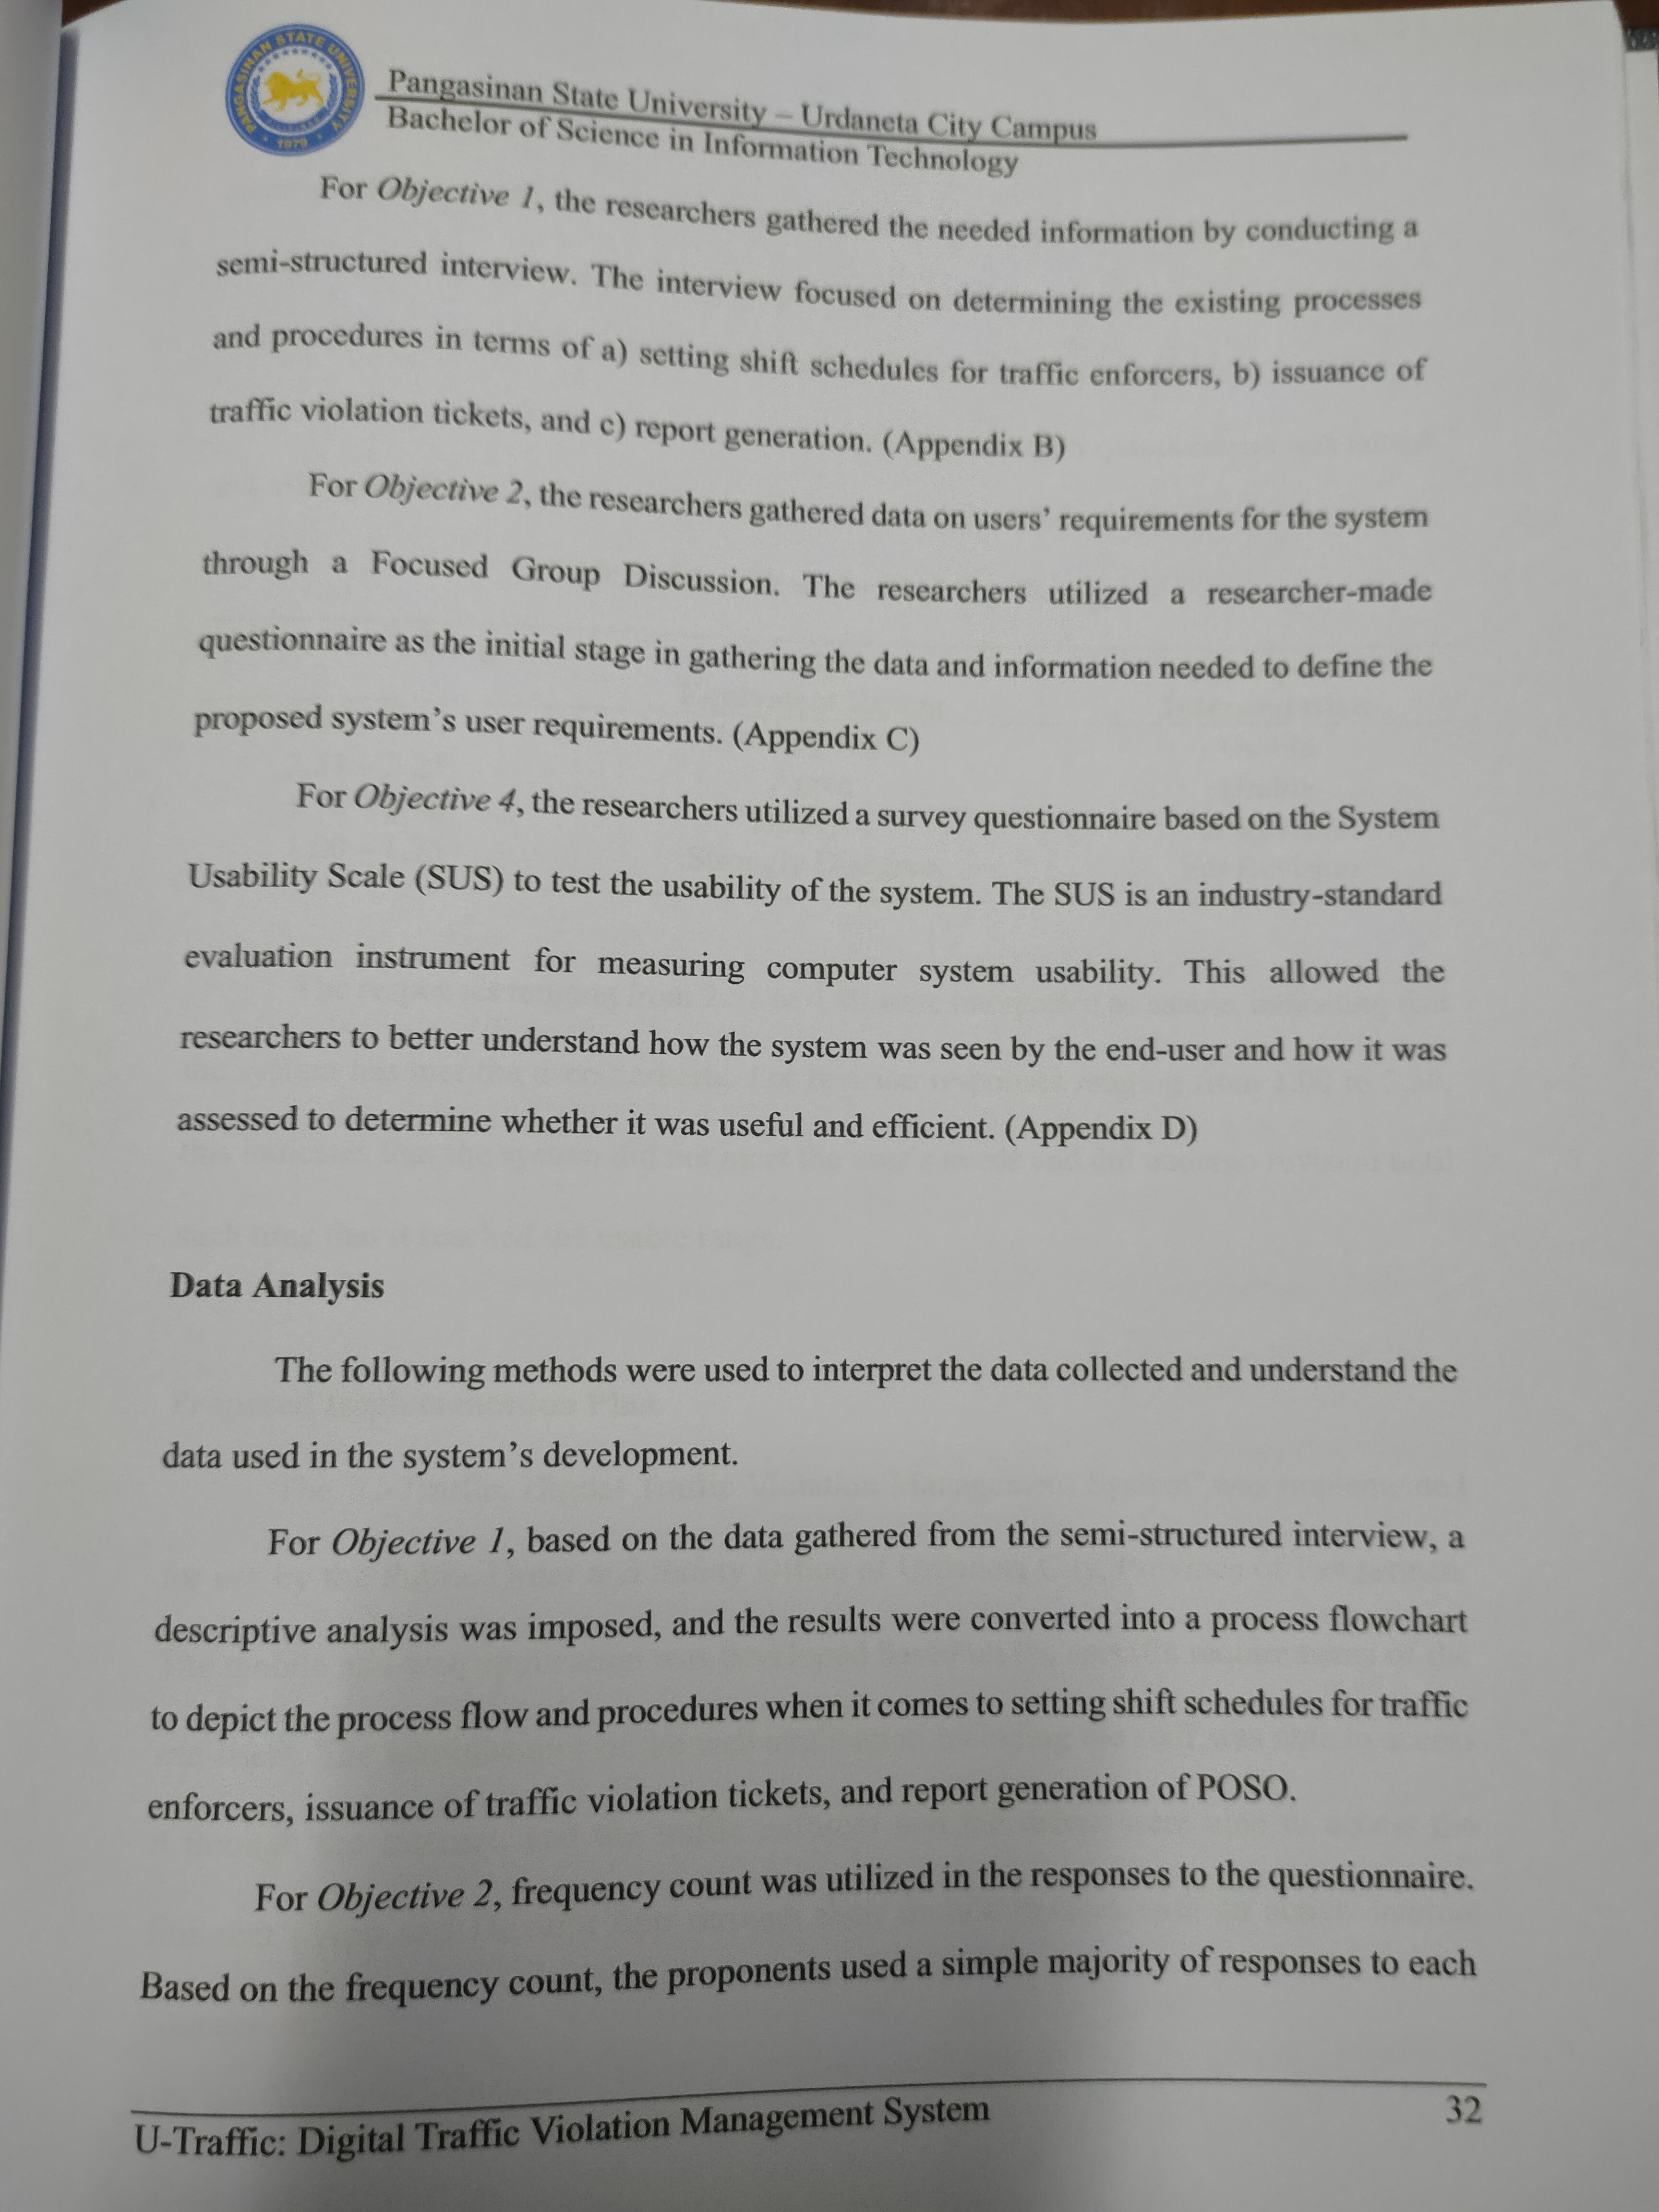 PANGASINAN STATE UNIVERSITY
1979
Pangasinan State University – Urdaneta City Campus
Bachelor of Science in Information Technology
For Objective 1, the researchers gathered the needed information by conducting a
semi-structured interview. The interview focused on determining the existing processes
and procedures in terms of a) setting shift schedules for traffic enforcers, b) issuance of
traffic violation tickets, and c) report generation. (Appendix B)
For Objective 2, the researchers gathered data on users’ requirements for the system
through a Focused Group Discussion. The researchers utilized a researcher-made
questionnaire as the initial stage in gathering the data and information needed to define the
proposed system’s user requirements. (Appendix C)
For Objective 4, the researchers utilized a survey questionnaire based on the System
Usability Scale (SUS) to test the usability of the system. The SUS is an industry-standard
evaluation instrument for measuring computer system usability. This allowed the
researchers to better understand how the system was seen by the end-user and how it was
assessed to determine whether it was useful and efficient. (Appendix D)
Data Analysis
The following methods were used to interpret the data collected and understand the
data used in the system’s development.
For Objective 1, based on the data gathered from the semi-structured interview, a
descriptive analysis was imposed, and the results were converted into a process flowchart
to depict the process flow and procedures when it comes to setting shift schedules for traffic
enforcers, issuance of traffic violation tickets, and report generation of POSO.
For Objective 2, frequency count was utilized in the responses to the questionnaire.
Based on the frequency count, the proponents used a simple majority of responses to each
U-Traffic: Digital Traffic Violation Management System
32